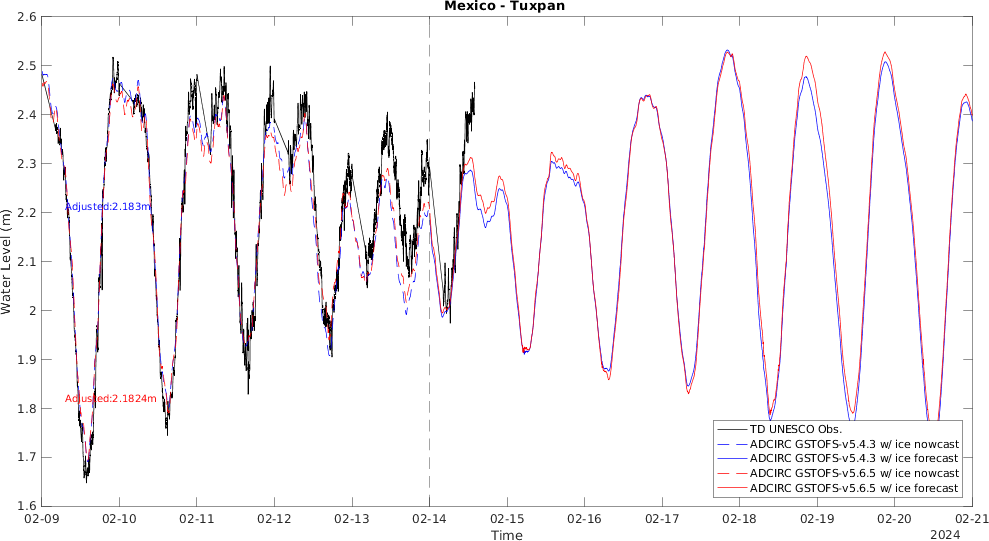 Mexico - Tuxpan
2.6
2.5
2.4
2.3
2.2
2.1
2
1.9
1.8
1.7
1.6
Water Level (m)
Adjusted:2.183m
Adjusted:2.1824m
TD UNESCO Obs.
ADCIRC GSTOFS-v5.4.3 w/ ice nowcast
ADCIRC GSTOFS-v5.4.3 w/ ice forecast
ADCIRC GSTOFS-v5.6.5 w/ ice nowcast
ADCIRC GSTOFS-v5.6.5 w/ ice forecast
02-09 02-10 02-11 02-12 02-13 02-14 02-15 02-16 02-17 02-18 02-19 02-20 02-21
Time
2024